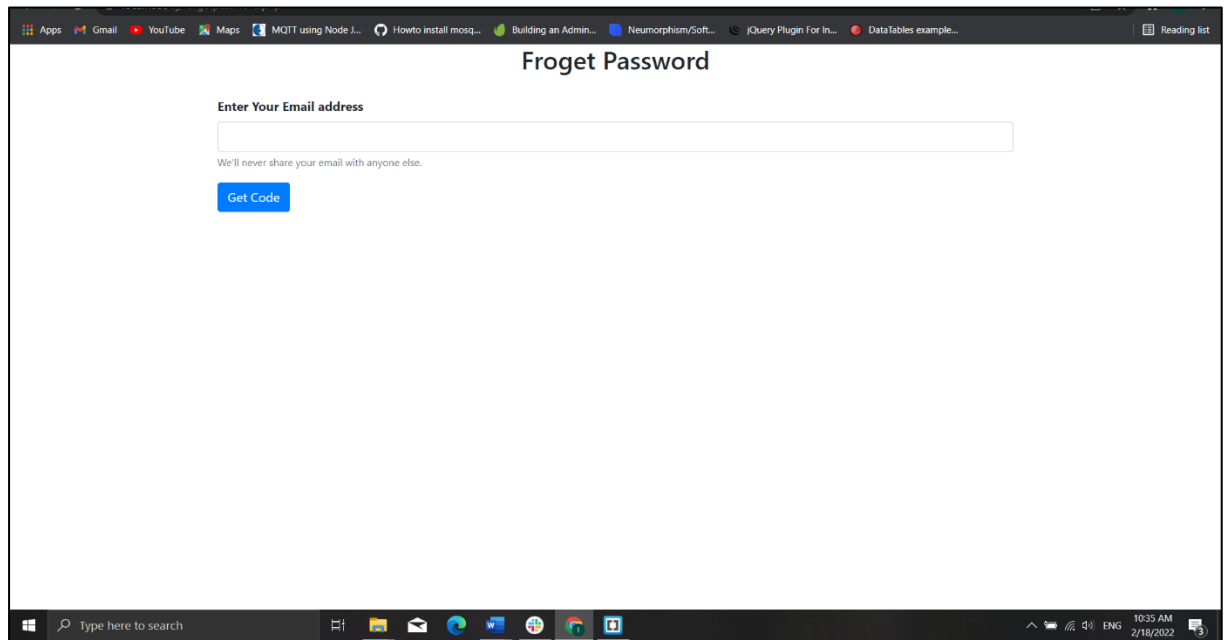 Apps Gmail YouTube Maps MQTT using Node J... Howto install mosq... Building an Admin... Neumorphism/Soft... jQuery Plugin For In... DataTables example... Reading list
Froget Password
Enter Your Email address
We'll never share your email with anyone else.
Get Code
Type here to search
ENG
10:35 AM
2/18/2022
3